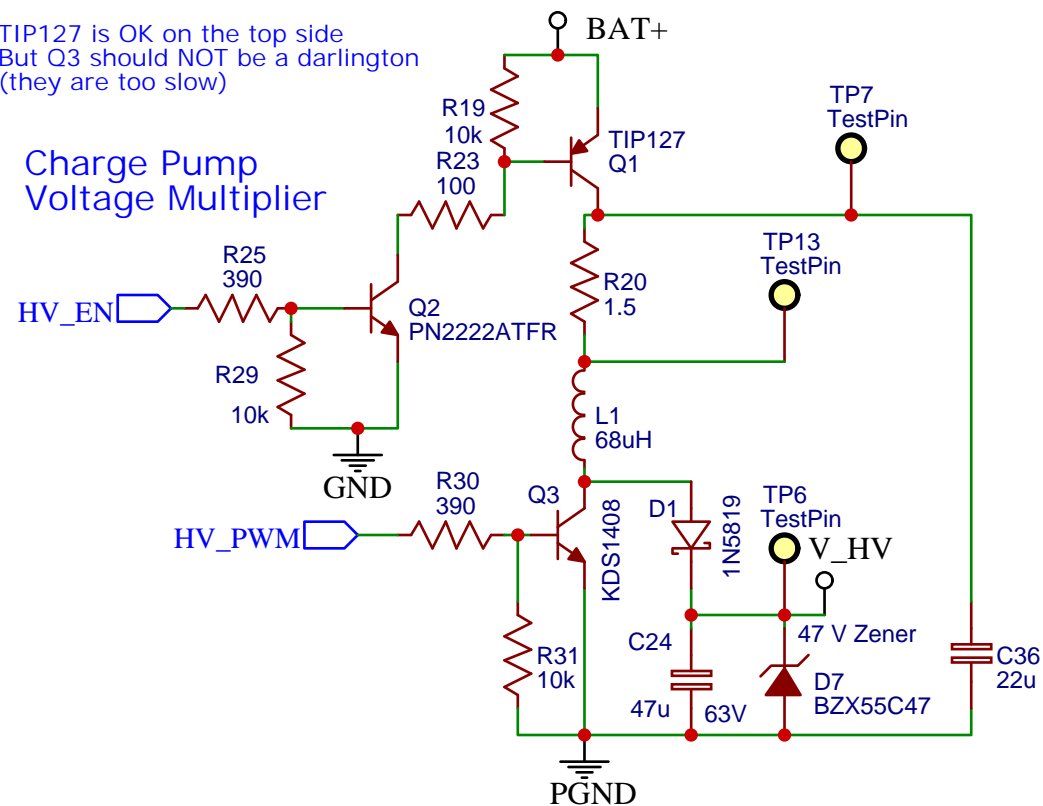 TIP127 is OK on the top side
But Q3 should NOT be a darlington
(they are too slow)
BAT+
Charge Pump
Voltage Multiplier
R19
10k
R23
100
TIP127
Q1
TP7
TestPin
R25
390
HV_EN
Q2
PN2222ATFR
R20
1.5
TP13
TestPin
R29
10k
GND
L1
68uH
R30
390
HV_PWM
Q3
KDS1408
D1
1N5819
TP6
TestPin
V_HV
R31
10k
C24
47u
63V
47 V Zener
D7
BZX55C47
C36
22u
PGND